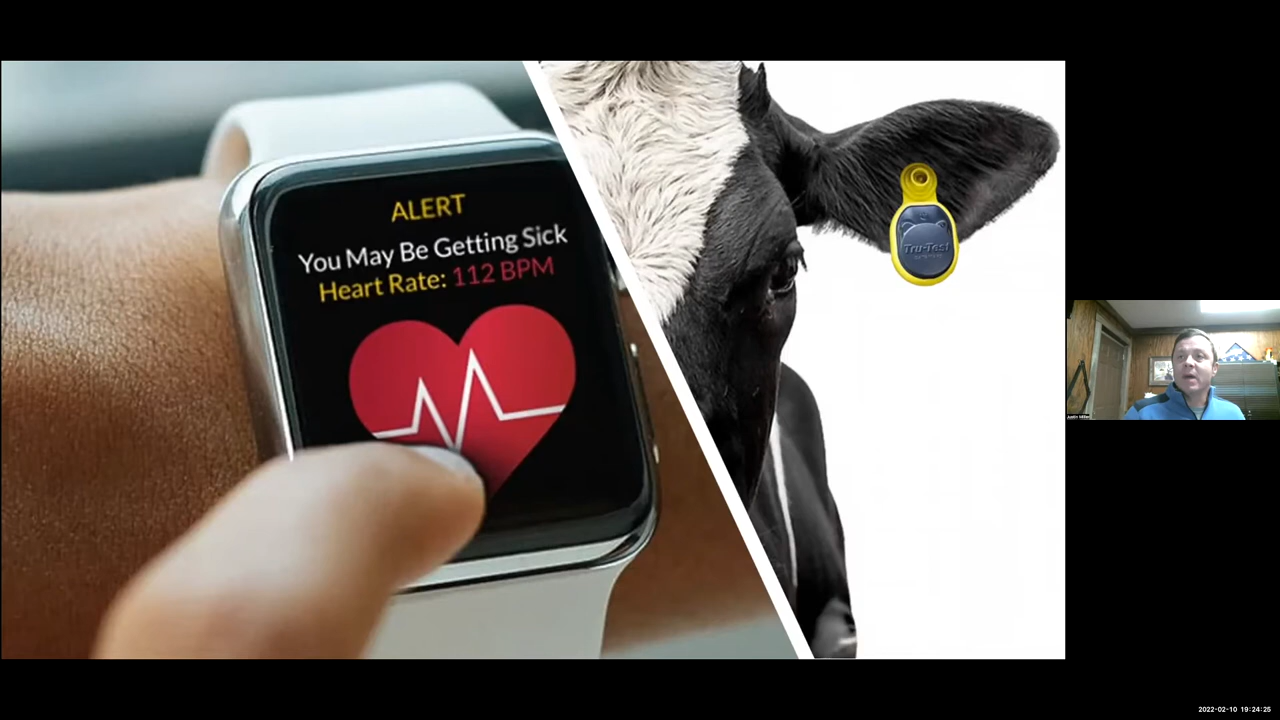 ALERT
You May Be Getting Sick
Heart Rate: 112 BPM
Tru-Test
2022-02-10 19:24:25